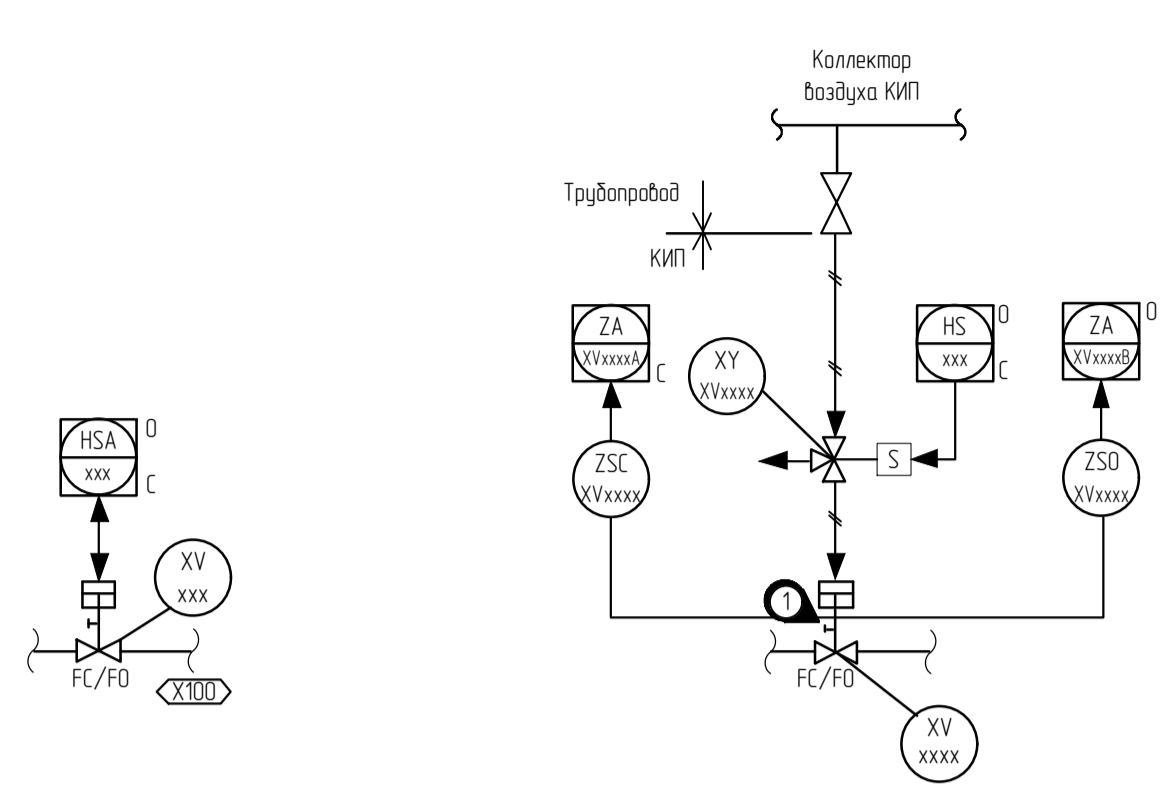 Коллектор
воздуха КИП
Трубопровод
КИП
ZA
XVxxxxA
C
XY
XVxxxx
HS
xxx
O
C
ZA
XVxxxxB
O
HSA
xxx
O
C
ZSC
XVxxxx
S
ZSO
XVxxxx
XV
xxx
1
FC/FO
X100
FC/FO
XV
xxxx